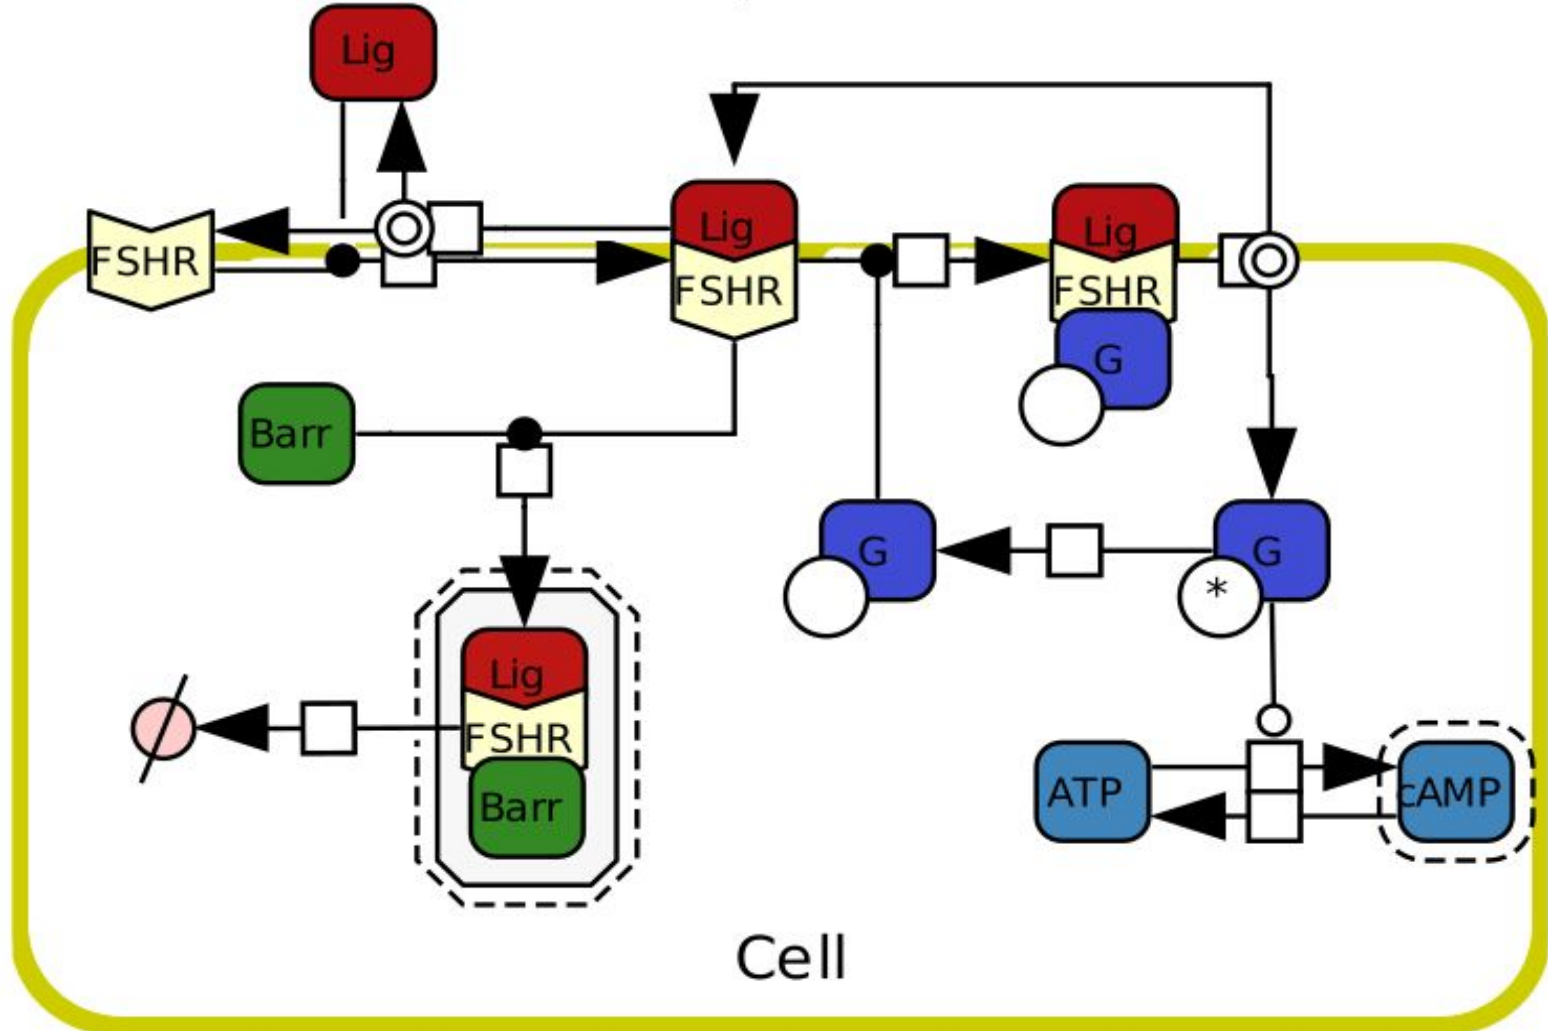 Lig
FSHR
Lig
FSHR
Lig
FSHR
G
Barr
G
G
*
Lig
FSHR
Barr
ATP
cAMP
Cell